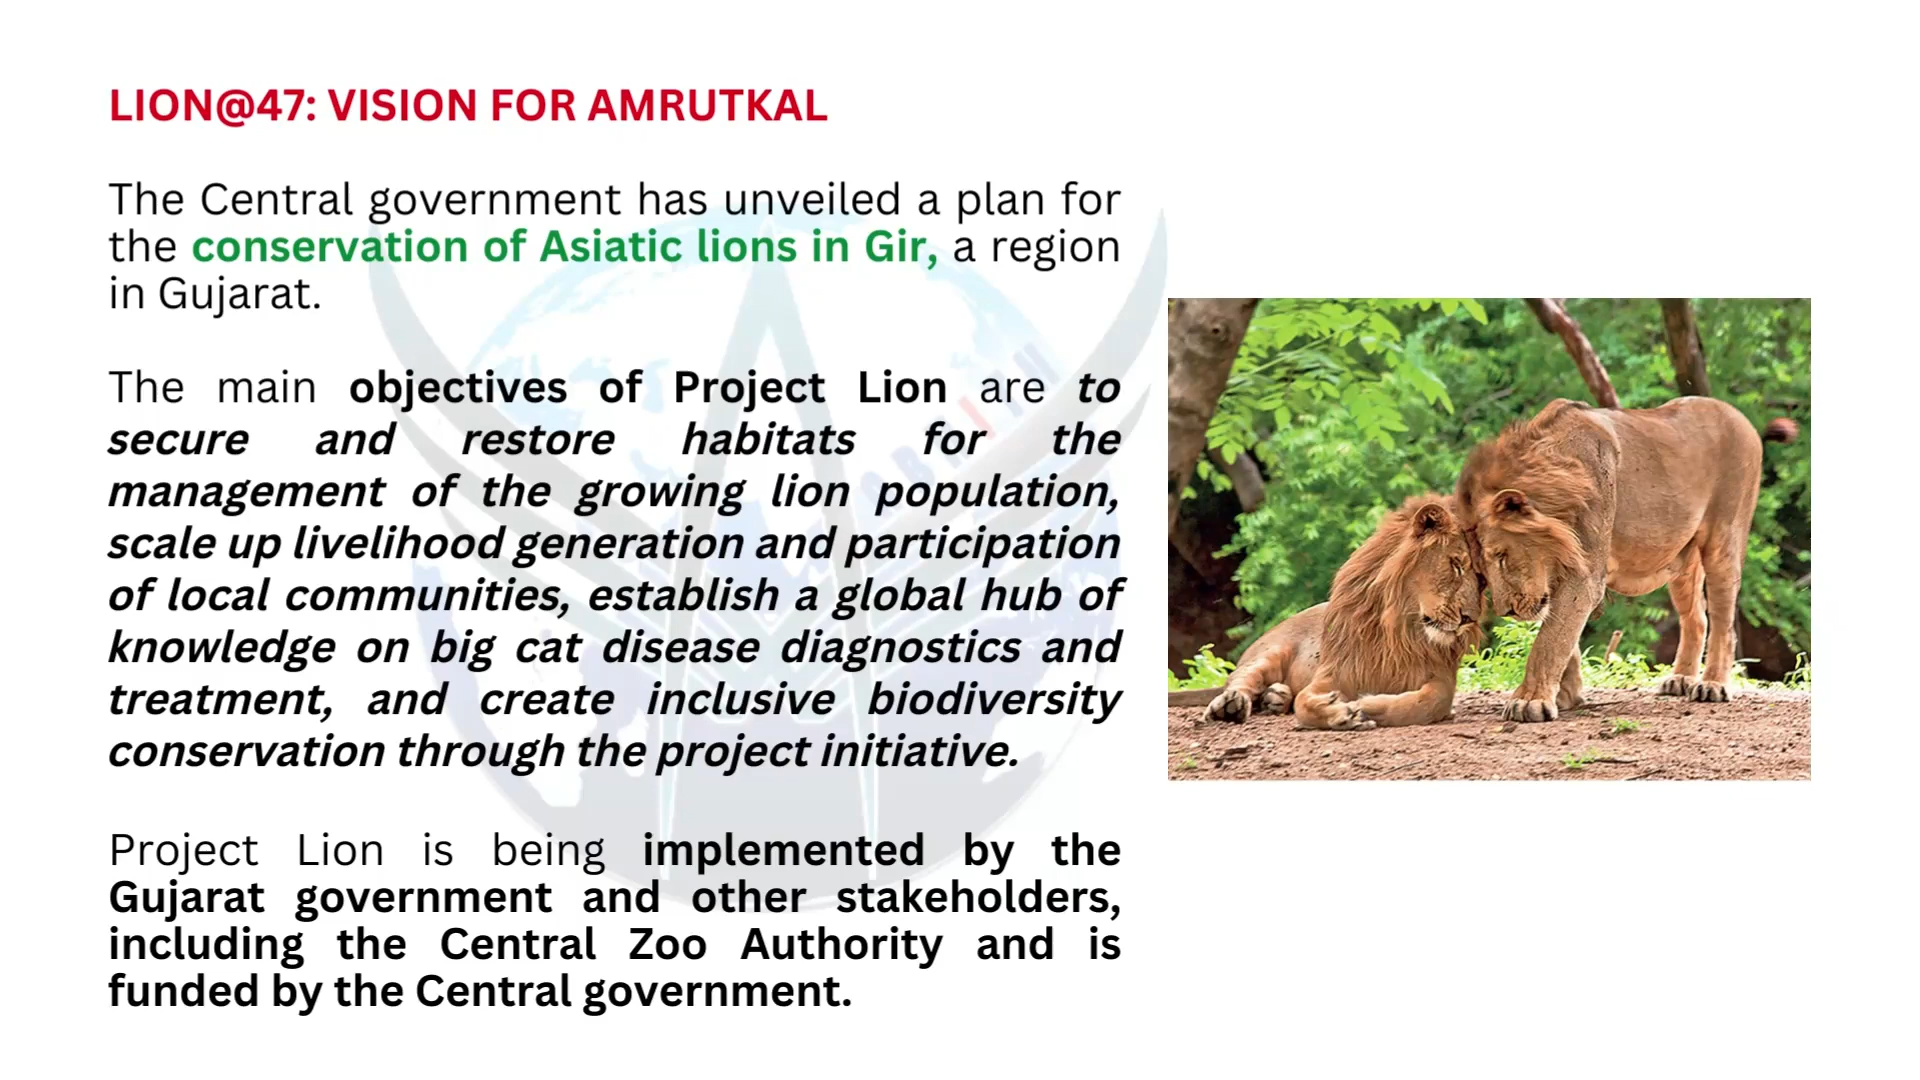 LION@47: VISION FOR AMRUTKAL
The Central government has unveiled a plan for
the conservation of Asiatic lions in Gir, a region
in Gujarat.
The main objectives of Project Lion are to
secure and restore habitats for the
management of the growing lion population,
scale up livelihood generation and participation
of local communities, establish a global hub of
knowledge on big cat disease diagnostics and
treatment, and create inclusive biodiversity
conservation through the project initiative.
Project Lion is being implemented by the
Gujarat government and other stakeholders,
including the Central Zoo Authority and is
funded by the Central government.